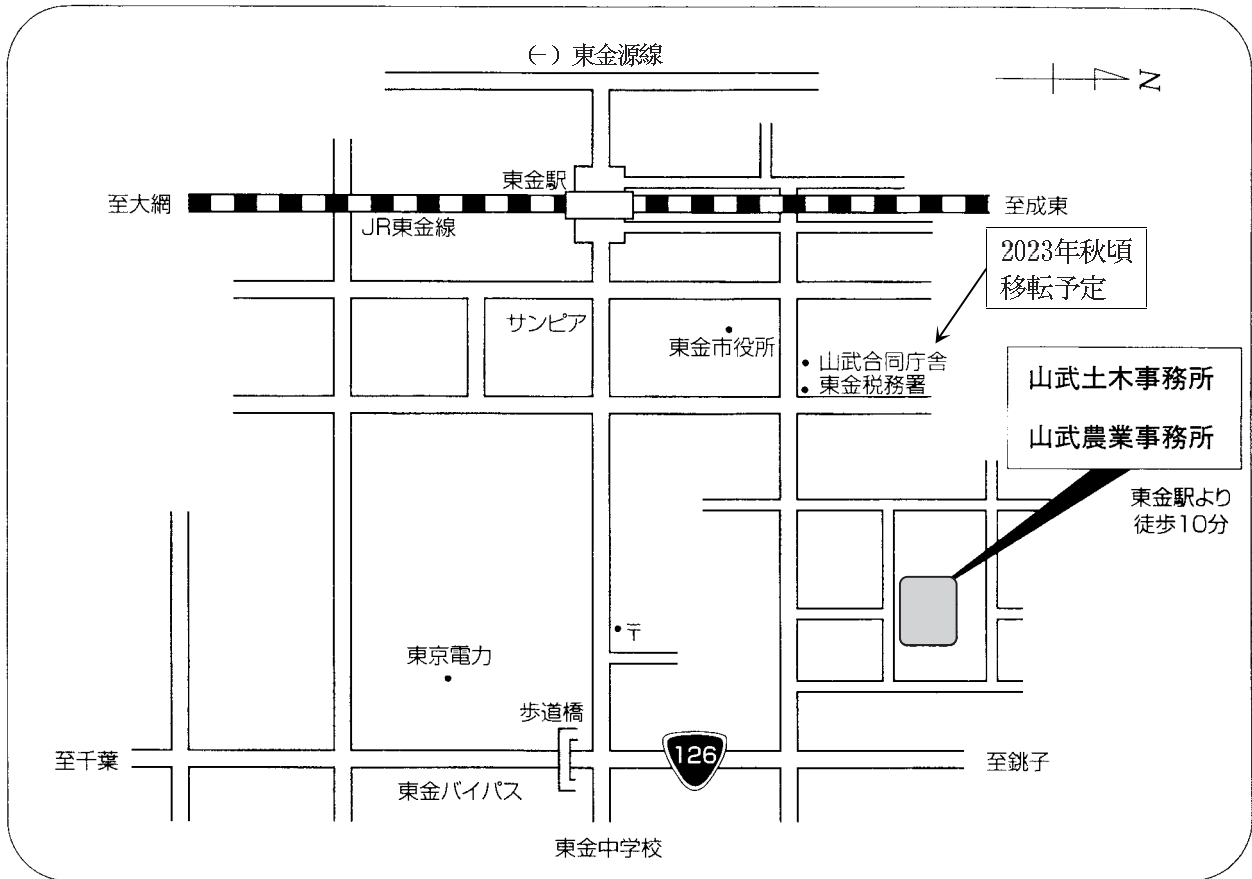 (一) 東金源線
N
東金駅
至大網
至成東
JR東金線
2023年秋頃
移転予定
サンピア
東金市役所
山武合同庁舎
東金税務署
山武土木事務所
山武農業事務所
東金駅より
徒歩10分
〒
東京電力
歩道橋
126
至千葉
至銚子
東金バイパス
東金中学校